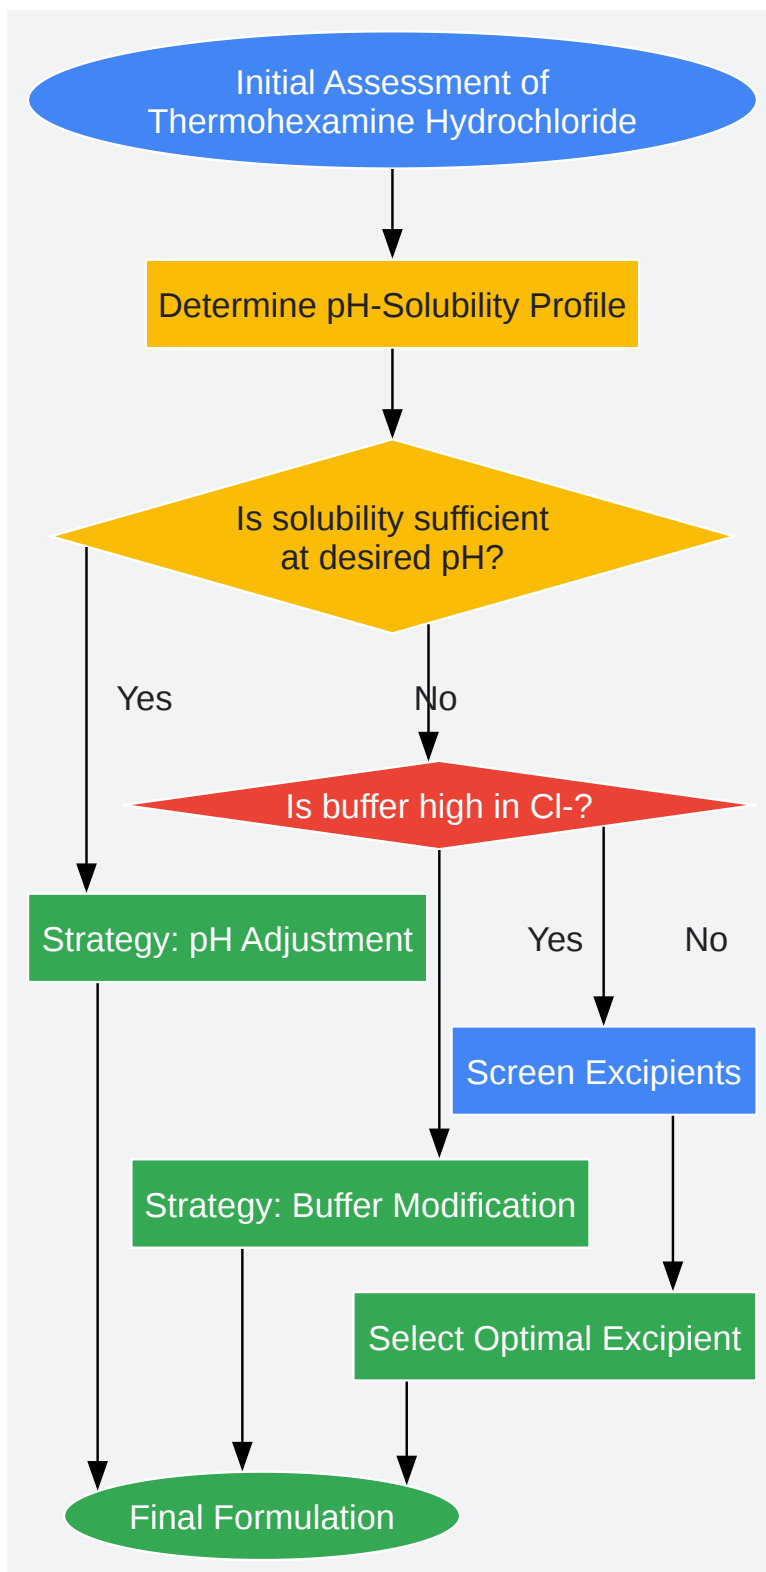 Initial Assessment of
Thermohexamine Hydrochloride
Determine pH-Solubility Profile
Is solubility sufficient
at desired pH?
Yes
No
Is buffer high in Cl-?
Strategy: pH Adjustment
Yes
No
Screen Excipients
Strategy: Buffer Modification
Select Optimal Excipient
Final Formulation